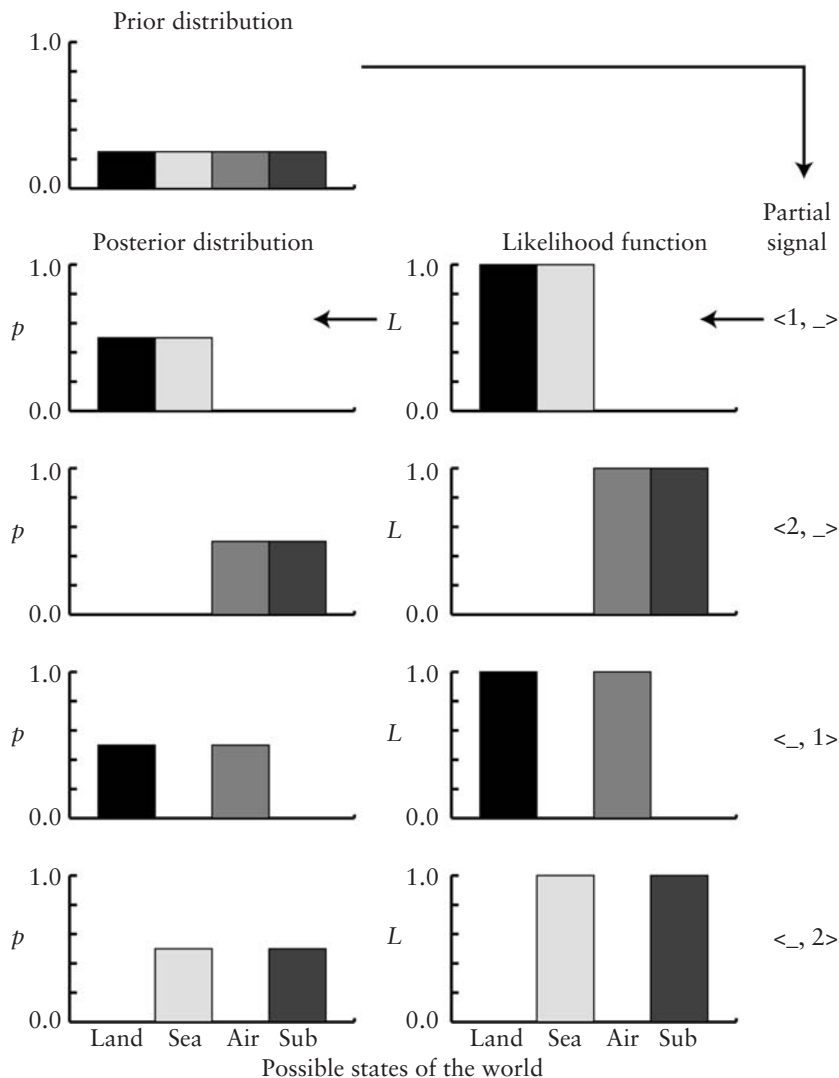 Prior distribution
1.0
0.0
Partial
signal
Posterior distribution
Likelihood function
1.0
p
0.0
1.0
L
0.0
<1, _>
1.0
p
0.0
1.0
L
0.0
<2, _>
1.0
p
0.0
1.0
L
0.0
<_, 1>
1.0
p
0.0
1.0
L
0.0
<_, 2>
Land Sea Air Sub
Land Sea Air Sub
Possible states of the world